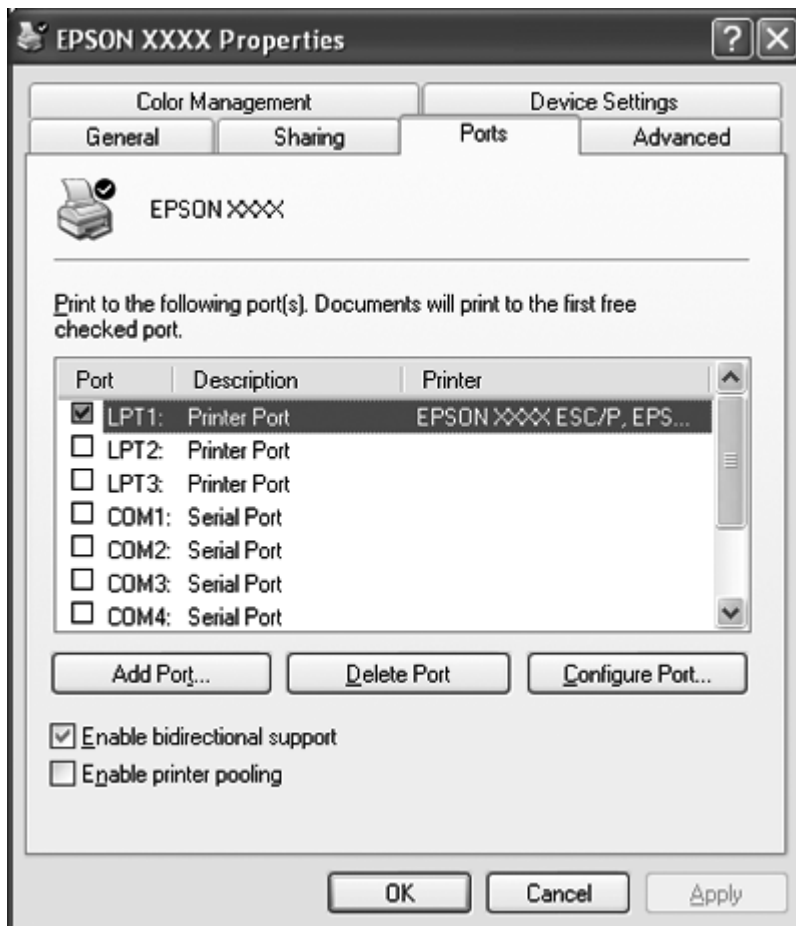 EPSON XXXX Properties
Color Management Device Settings
General Sharing Ports Advanced
EPSON XXXX
Print to the following port(s). Documents will print to the first free
checked port.
Port Description Printer
LPT1: Printer Port EPSON XXXX ESC/P, EPS...
LPT2: Printer Port
LPT3: Printer Port
COM1: Serial Port
COM2: Serial Port
COM3: Serial Port
COM4: Serial Port
Add Port... Delete Port Configure Port...
Enable bidirectional support
Enable printer pooling
OK Cancel Apply